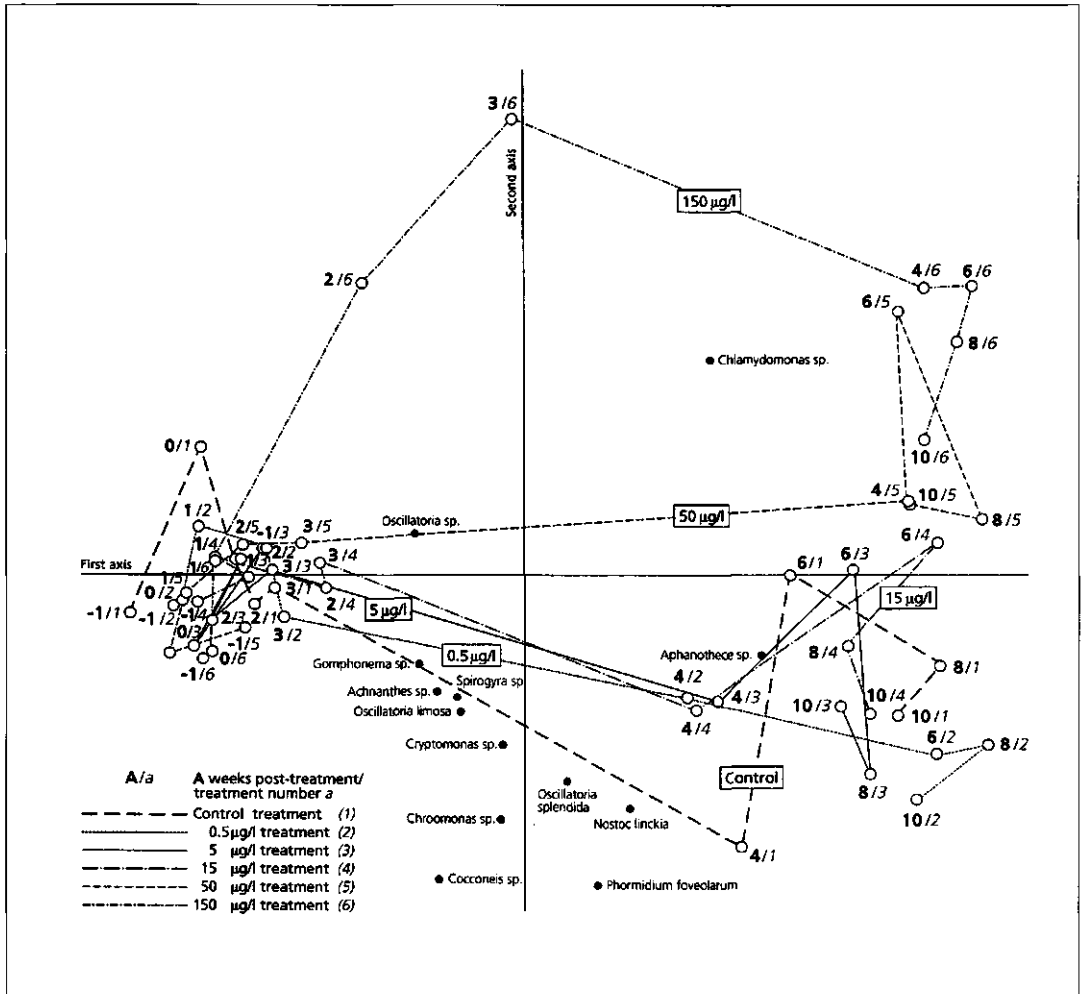 3/6
Second axis
150 µg/l
2/6
4/6 6/6
6/5
8/6
Chlamydomonas sp.
10/6
0/1
1/2
2/5 -1/3 3/5
Oscillatoria sp.
50 µg/l
4/5 10/5
8/5
6/4
1/4
1/6 1/3 2/2 3/4
First axis
3/3
6/1 6/3
1/5
0/2
-1/1 -1/2 -1/4
3/1 2/4
5 µg/l
15 µg/l
0/3 2/3 2/1
3/2
-1/5
0/6
-1/6
0.5 µg/l
Gomphonema sp.
Aphanothece sp.
8/4
8/1
Achnanthes sp.
Spirogyra sp
4/2
4/3
Oscillatoria limosa
4/4
10/3 10/4 10/1
Cryptomonas sp.
6/2 8/2
Control
8/3
Oscillatoria
splendida
Nostoc linckia
10/2
Chroomonas sp.
4/1
Cocconeis sp.
Phormidium foveolarum
A/a A weeks post-treatment/
treatment number a
Control treatment (1)
0.5 µg/l treatment (2)
5 µg/l treatment (3)
15 µg/l treatment (4)
50 µg/l treatment (5)
150 µg/l treatment (6)